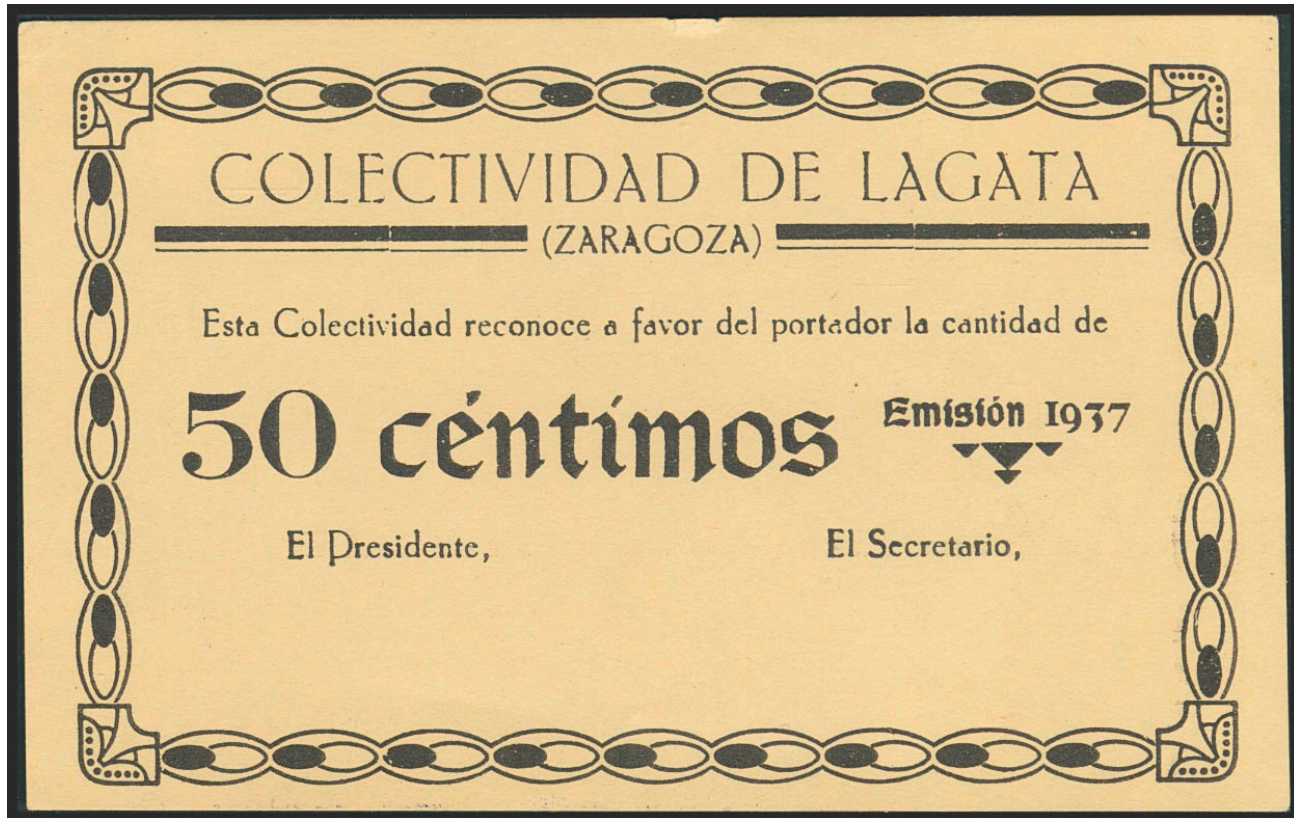 COLECTIVIDAD DE LAGATA
(ZARAGOZA)
Esta Colectividad reconoce a favor del portador la cantidad de
50 céntimos
Emisión 1937
El Presidente,
El Secretario,